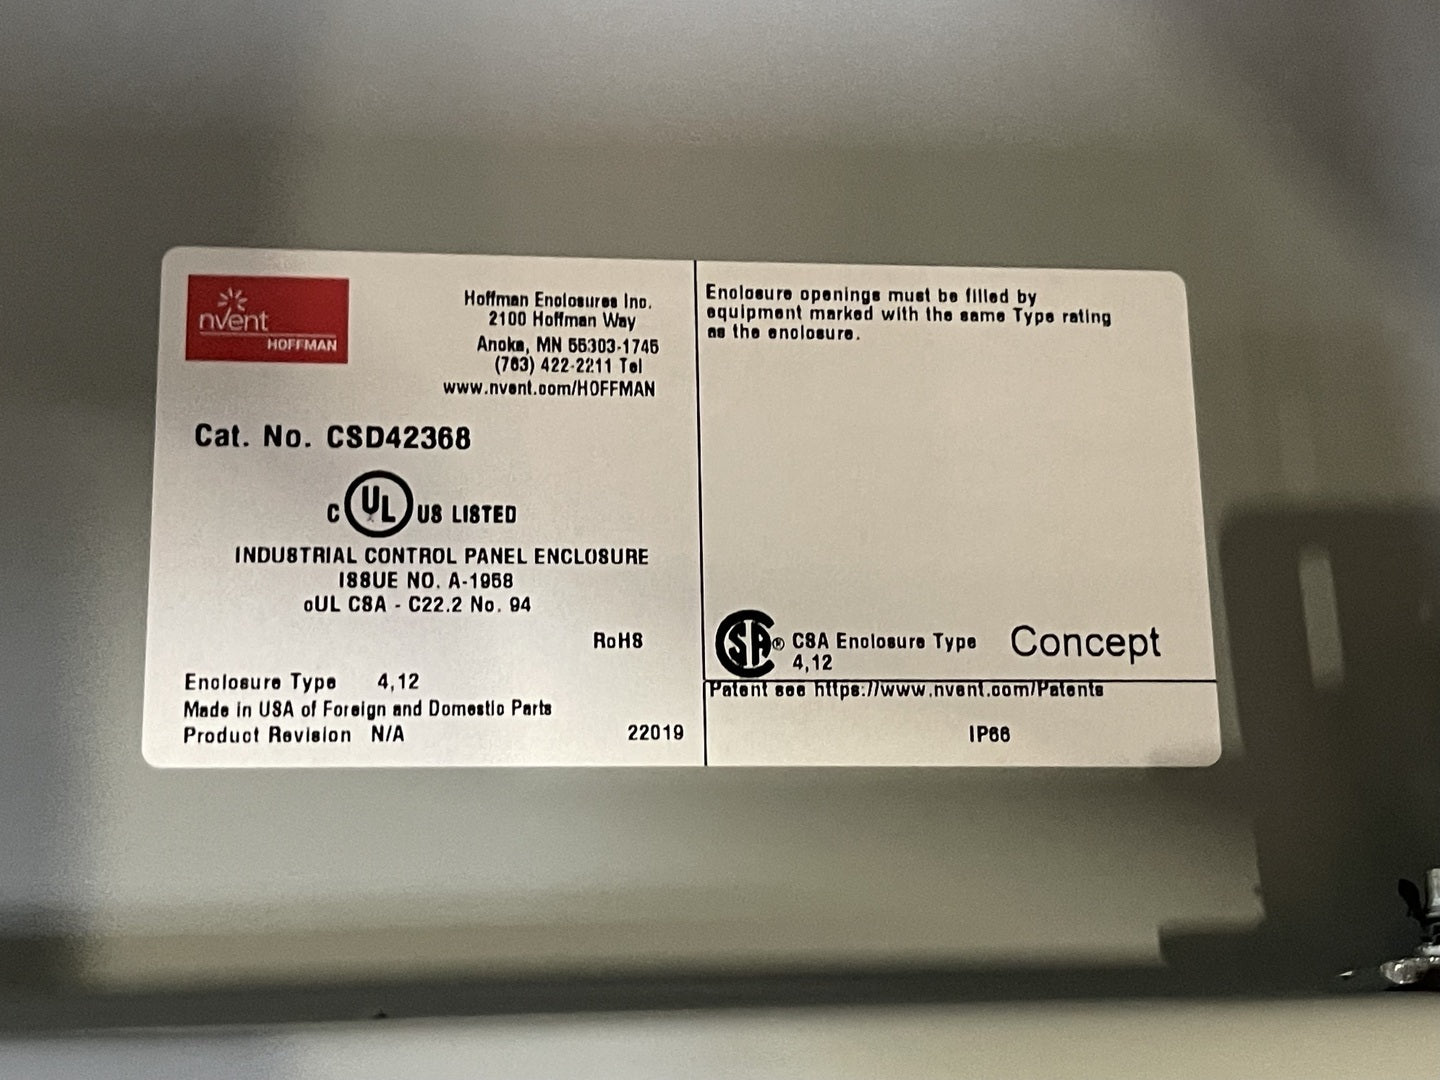 nvent
HOFFMAN
Hoffman Enclosures Inc.
2100 Hoffman Way
Anoka, MN 55303-1745
(763) 422-2211 Tel
www.nvent.com/HOFFMAN
Cat. No. CSD42368
C UL US LISTED
INDUSTRIAL CONTROL PANEL ENCLOSURE
ISSUE NO. A-1958
cUL CSA - C22.2 No. 94
RoHS
Enclosure Type 4,12
Made in USA of Foreign and Domestic Parts
Product Revision N/A 22019
Enclosure openings must be filled by
equipment marked with the same Type rating
as the enclosure.
SA ® CSA Enclosure Type Concept
4,12
Patent see https://www.nvent.com/Patents
IP66